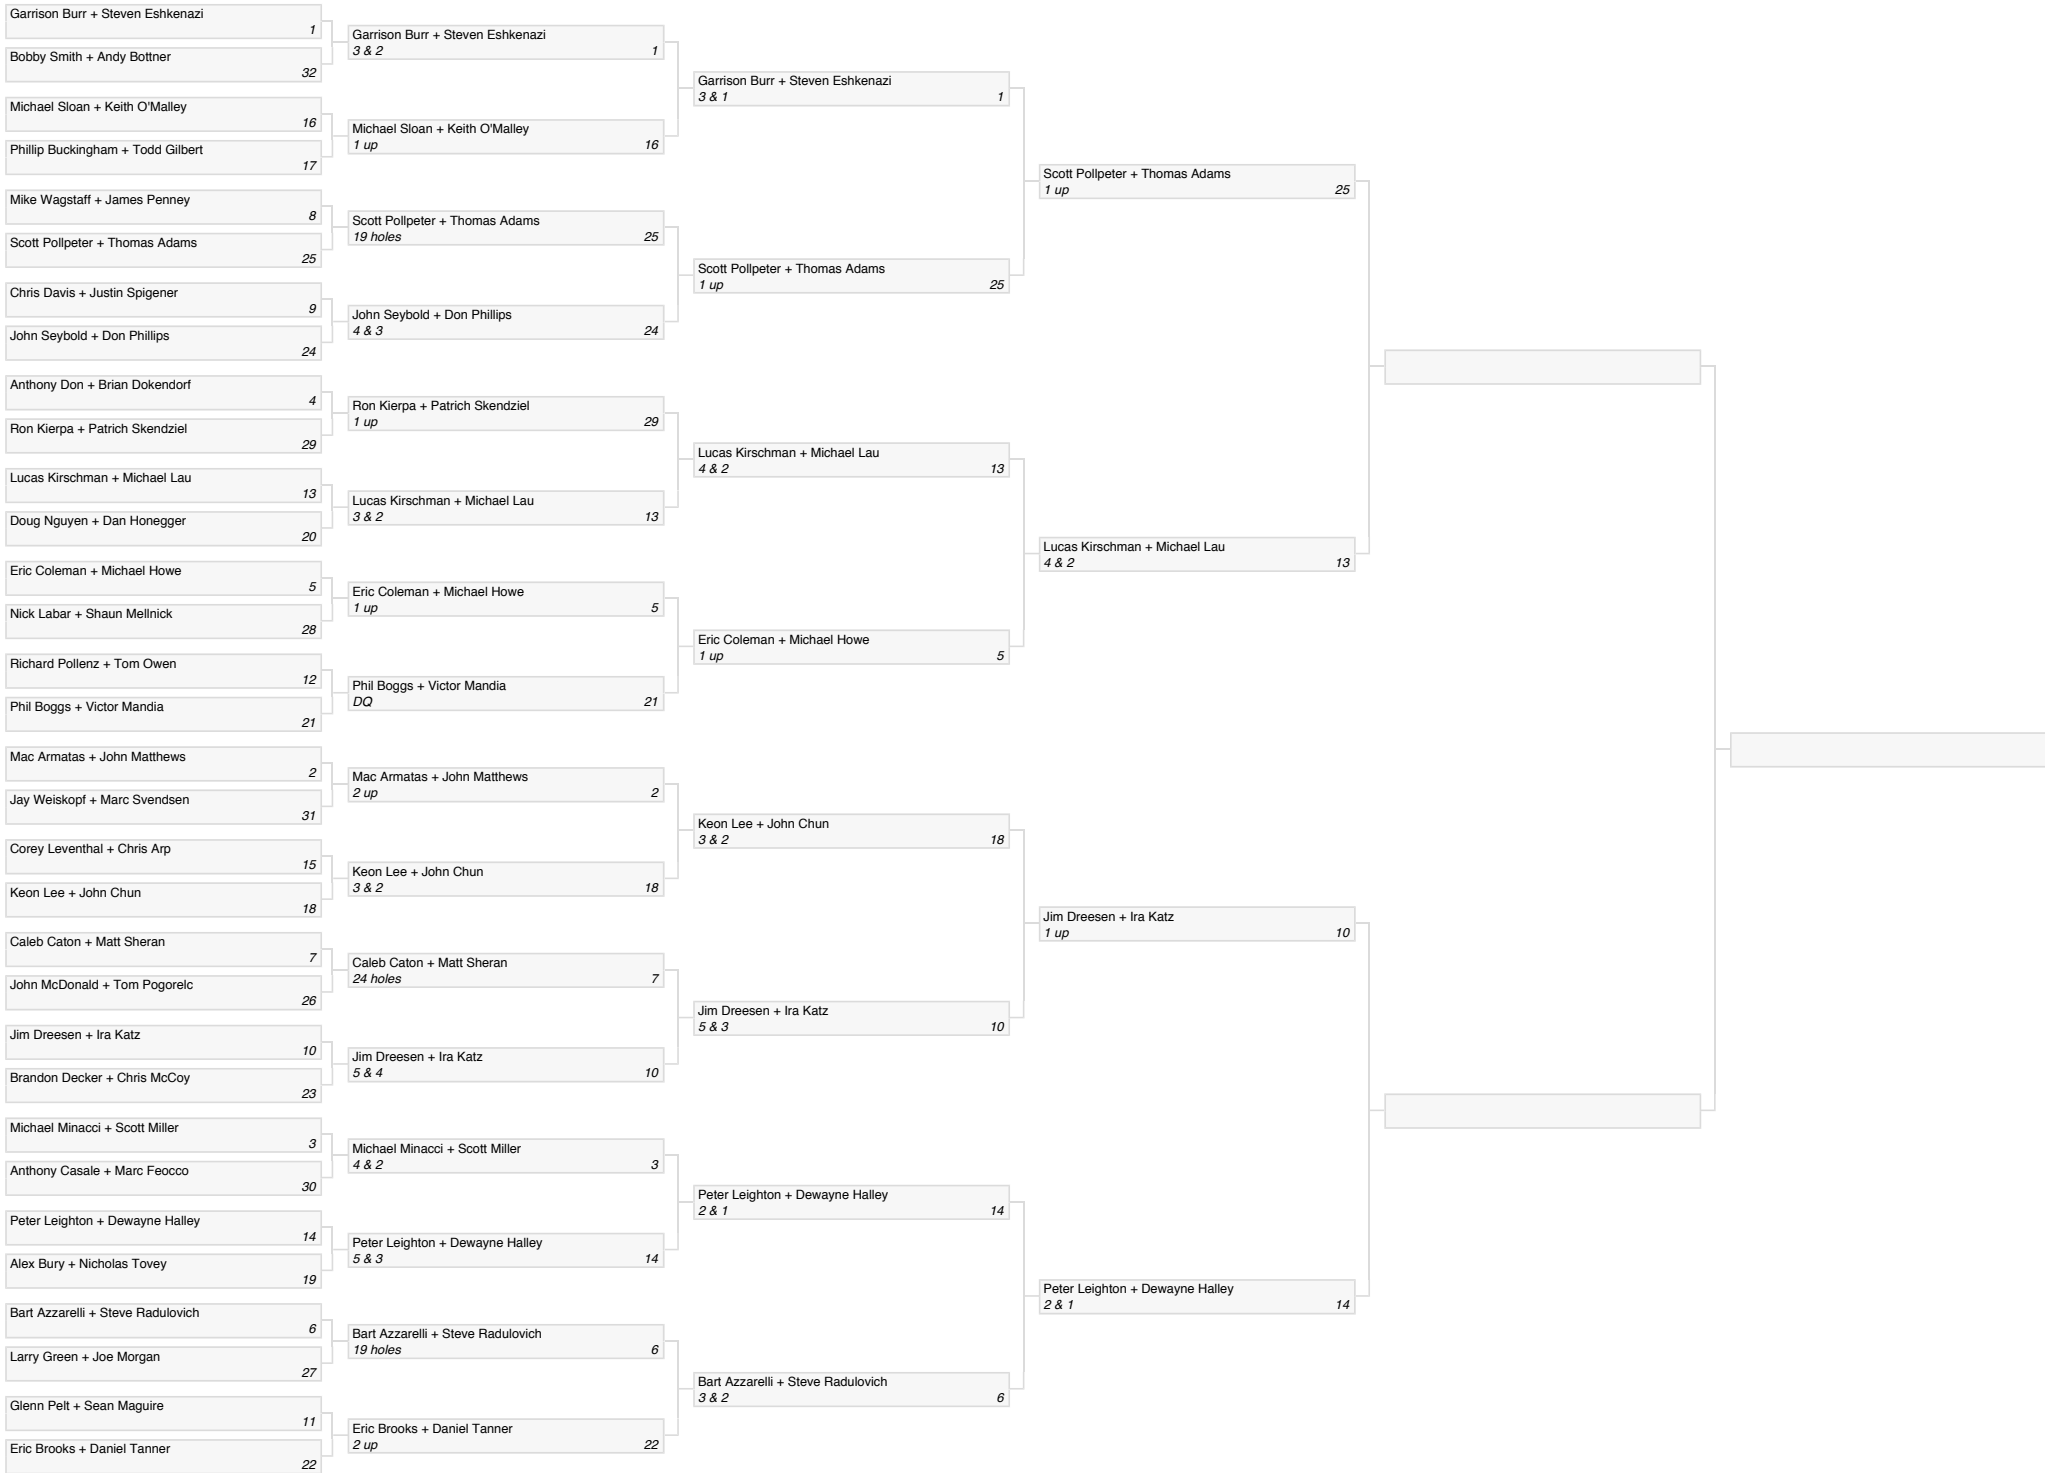 Garrison Burr + Steven Eshkenazi
1
Bobby Smith + Andy Bottner
32
Michael Sloan + Keith O'Malley
16
Phillip Buckingham + Todd Gilbert
17
Mike Wagstaff + James Penney
8
Scott Pollpeter + Thomas Adams
25
Chris Davis + Justin Spigener
9
John Seybold + Don Phillips
24
Anthony Don + Brian Dokendorf
4
Ron Kierpa + Patrich Skendziel
29
Lucas Kirschman + Michael Lau
13
Doug Nguyen + Dan Honegger
20
Eric Coleman + Michael Howe
5
Nick Labar + Shaun Mellnick
28
Richard Pollenz + Tom Owen
12
Phil Boggs + Victor Mandia
21
Mac Armatas + John Matthews
2
Jay Weiskopf + Marc Svendsen
31
Corey Leventhal + Chris Arp
15
Keon Lee + John Chun
18
Caleb Caton + Matt Sheran
7
John McDonald + Tom Pogorelc
26
Jim Dreesen + Ira Katz
10
Brandon Decker + Chris McCoy
23
Michael Minacci + Scott Miller
3
Anthony Casale + Marc Feocco
30
Peter Leighton + Dewayne Halley
14
Alex Bury + Nicholas Tovey
19
Bart Azzarelli + Steve Radulovich
6
Larry Green + Joe Morgan
27
Glenn Pelt + Sean Maguire
11
Eric Brooks + Daniel Tanner
22
Garrison Burr + Steven Eshkenazi
3 & 2 1
Michael Sloan + Keith O'Malley
1 up 16
Scott Pollpeter + Thomas Adams
19 holes 25
John Seybold + Don Phillips
4 & 3 24
Ron Kierpa + Patrich Skendziel
1 up 29
Lucas Kirschman + Michael Lau
3 & 2 13
Eric Coleman + Michael Howe
1 up 5
Phil Boggs + Victor Mandia
DQ 21
Mac Armatas + John Matthews
2 up 2
Keon Lee + John Chun
3 & 2 18
Caleb Caton + Matt Sheran
24 holes 7
Jim Dreesen + Ira Katz
5 & 4 10
Michael Minacci + Scott Miller
4 & 2 3
Peter Leighton + Dewayne Halley
5 & 3 14
Bart Azzarelli + Steve Radulovich
19 holes 6
Eric Brooks + Daniel Tanner
2 up 22
Garrison Burr + Steven Eshkenazi
3 & 1 1
Scott Pollpeter + Thomas Adams
1 up 25
Lucas Kirschman + Michael Lau
4 & 2 13
Eric Coleman + Michael Howe
1 up 5
Keon Lee + John Chun
3 & 2 18
Jim Dreesen + Ira Katz
5 & 3 10
Peter Leighton + Dewayne Halley
2 & 1 14
Bart Azzarelli + Steve Radulovich
3 & 2 6
Scott Pollpeter + Thomas Adams
1 up 25
Lucas Kirschman + Michael Lau
4 & 2 13
Jim Dreesen + Ira Katz
1 up 10
Peter Leighton + Dewayne Halley
2 & 1 14